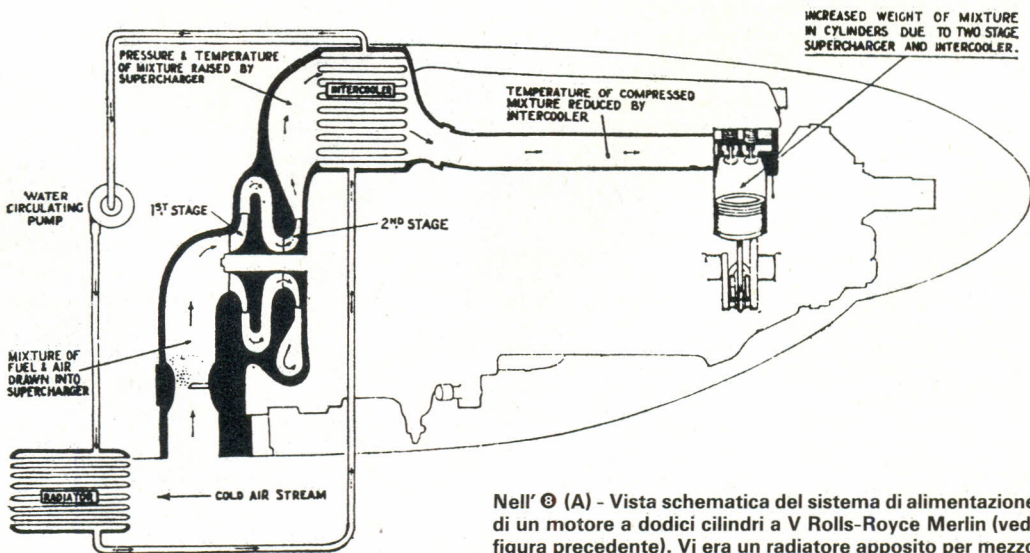 INCREASED WEIGHT OF MIXTURE
IN CYLINDERS DUE TO TWO STAGE
SUPERCHARGER AND INTERCOOLER.
PRESSURE & TEMPERATURE
OF MIXTURE RAISED BY
SUPERCHARGER
INTERCOOLER
TEMPERATURE OF COMPRESSED
MIXTURE REDUCED BY
INTERCOOLER
WATER
CIRCULATING
PUMP
1ST STAGE
2ND STAGE
MIXTURE OF
FUEL & AIR
DRAWN INTO
SUPERCHARGER
RADIATOR
COLD AIR STREAM
Nell' ❽ (A) - Vista schematica del sistema di alimentazione
di un motore a dodici cilindri a V Rolls-Royce Merlin (ved
figura precedente). Vi era un radiatore apposito per mezzo